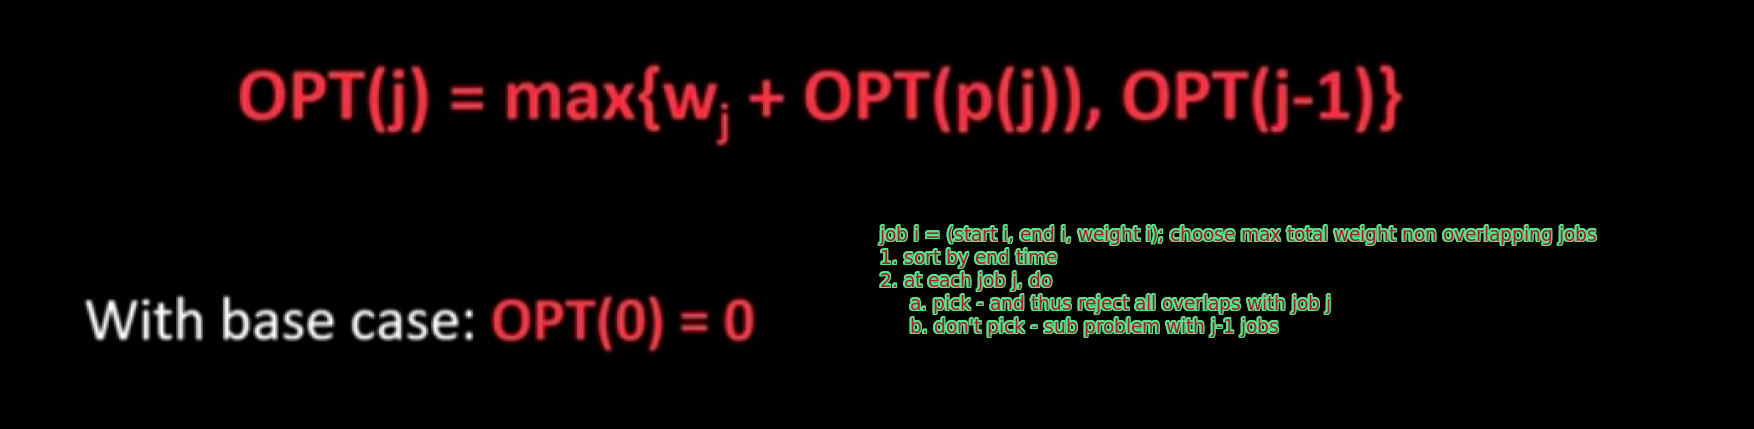 OPT(j) = max{wj + OPT(p(j)), OPT(j-1)}
With base case: OPT(0) = 0
job i = (start i, end i, weight i); choose max total weight non overlapping jobs
1. sort by end time
2. at each job j, do
a. pick - and thus reject all overlaps with job j
b. don't pick - sub problem with j-1 jobs